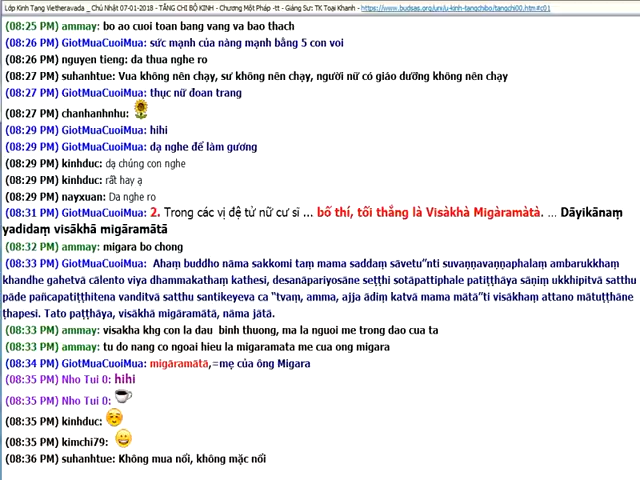 Lớp Kinh Tạng Vietheravada _ Chủ Nhật 07-01-2018 - TĂNG CHI BỘ KINH - Chương Một Pháp -tt - Giảng Sư: TK Toại Khanh - https://www.budsas.org/uni/u-kinh-tangchibo/tangchi00.htm#c01
(08:25 PM) ammay: bo ao cuoi toan bang vang va bao thach
(08:26 PM) GiotMuaCuoiMua: sức mạnh của nàng mạnh bằng 5 con voi
(08:26 PM) nguyen tieng: da thua nghe ro
(08:27 PM) suhanhtue: Vua không nên chạy, sư không nên chạy, người nữ có giáo dưỡng không nên chạy
(08:27 PM) GiotMuaCuoiMua: thục nữ đoan trang
(08:27 PM) chanhanhnhu:
(08:29 PM) GiotMuaCuoiMua: hihi
(08:29 PM) GiotMuaCuoiMua: dạ nghe để làm gương
(08:29 PM) kinhduc: dạ chúng con nghe
(08:29 PM) kinhduc: rất hay ạ
(08:29 PM) nayxuan: Da nghe ro
(08:31 PM) GiotMuaCuoiMua: 2. Trong các vị đệ tử nữ cư sĩ ... bố thí, tối thắng là Visàkhà Migàramàtà. ... Dāyikānaṃ
yadidaṃ visākhā migāramātā
(08:32 PM) ammay: migara bo chong
(08:33 PM) GiotMuaCuoiMua: Ahaṃ buddho nāma sakkomi taṃ mama saddaṃ sāvetu”nti suvaṇṇavaṇṇaphalaṃ ambarukkhaṃ
khandhe gahetvā cālento viya dhammakathaṃ kathesi, desanāpariyosāne seṭṭhi sotāpattiphale patiṭṭhāya sāṇiṃ ukkhipitvā satthu
pāde pañcapatiṭṭhitena vanditvā satthu santikeyeva ca “tvaṃ, amma, ajja ādiṃ katvā mama mātā”ti visākhaṃ attano mātuṭṭhāne
ṭhapesi. Tato paṭṭhāya, visākhā migāramātā, nāma jātā.
(08:33 PM) ammay: visakha khg con la dau binh thuong, ma la nguoi me trong dao cua ta
(08:33 PM) ammay: tu do nang co ngoai hieu la migaramata me cua ong migara
(08:34 PM) GiotMuaCuoiMua: migāramātā,=mẹ của ông Migara
(08:35 PM) Nho Tui 0: hihi
(08:35 PM) Nho Tui 0:
(08:35 PM) kinhduc:
(08:35 PM) kimchi79:
(08:36 PM) suhanhtue: Không mua nổi, không mặc nổi